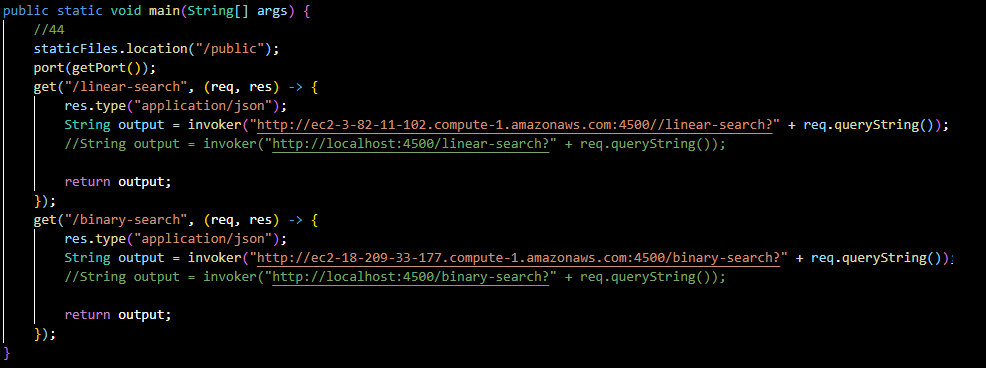 public static void main(String[] args) {
    //44
    staticFiles.location("/public");
    port(getPort());
    get("/linear-search", (req, res) -> {
        res.type("application/json");
        String output = invoker("http://ec2-3-82-11-102.compute-1.amazonaws.com:4500//linear-search?" + req.queryString());
        //String output = invoker("http://localhost:4500/linear-search?" + req.queryString());

        return output;
    });
    get("/binary-search", (req, res) -> {
        res.type("application/json");
        String output = invoker("http://ec2-18-209-33-177.compute-1.amazonaws.com:4500/binary-search?" + req.queryString());
        //String output = invoker("http://localhost:4500/binary-search?" + req.queryString());

        return output;
    });
}